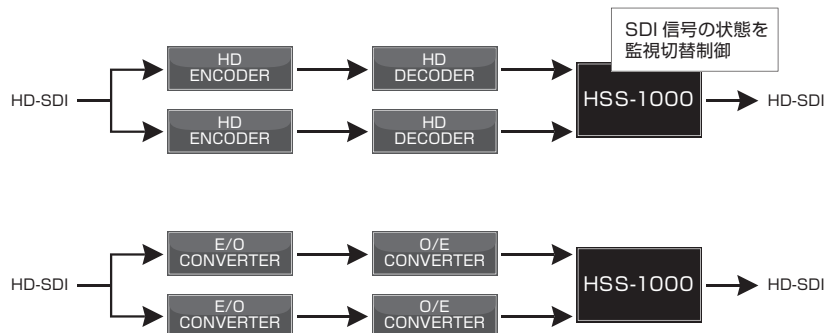 SDI 信号の状態を
監視切替制御
HD
ENCODER
HD
DECODER
HD-SDI
HSS-1000
HD-SDI
HD
ENCODER
HD
DECODER
E/O
CONVERTER
O/E
CONVERTER
HD-SDI
HSS-1000
HD-SDI
E/O
CONVERTER
O/E
CONVERTER